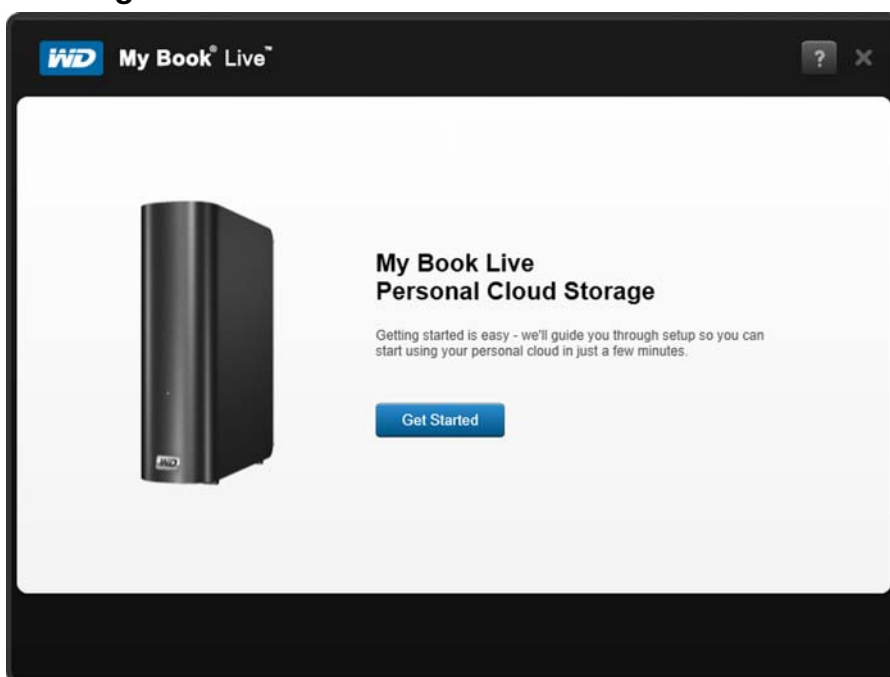 WD My Book® Live™ ?
My Book Live
Personal Cloud Storage
Getting started is easy - we'll guide you through setup so you can
start using your personal cloud in just a few minutes.
Get Started
WD